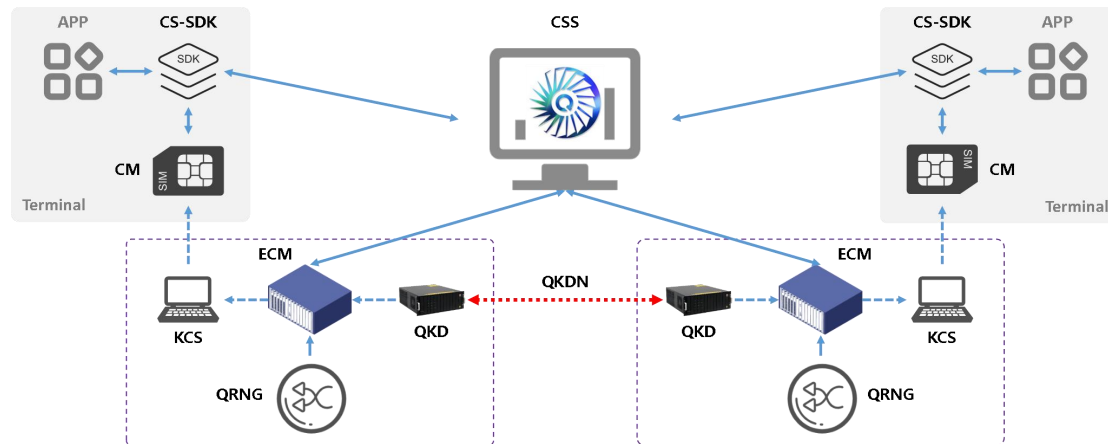 APP
CS-SDK
CSS
CS-SDK
APP
SDK
SDK
CM
SIM
SIM
CM
Terminal
Terminal
ECM
ECM
QKDN
KCS
QKD
QKD
KCS
QRNG
QRNG